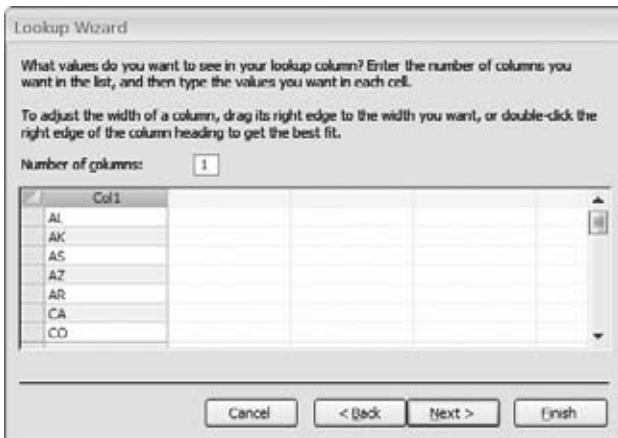 Lookup Wizard
What values do you want to see in your lookup column? Enter the number of columns you
want in the list, and then type the values you want in each cell.
To adjust the width of a column, drag its right edge to the width you want, or double-click the
right edge of the column heading to get the best fit.
Number of columns: 1
Col1
AL
AK
AS
AZ
AR
CA
CO
Cancel < Back Next > Finish